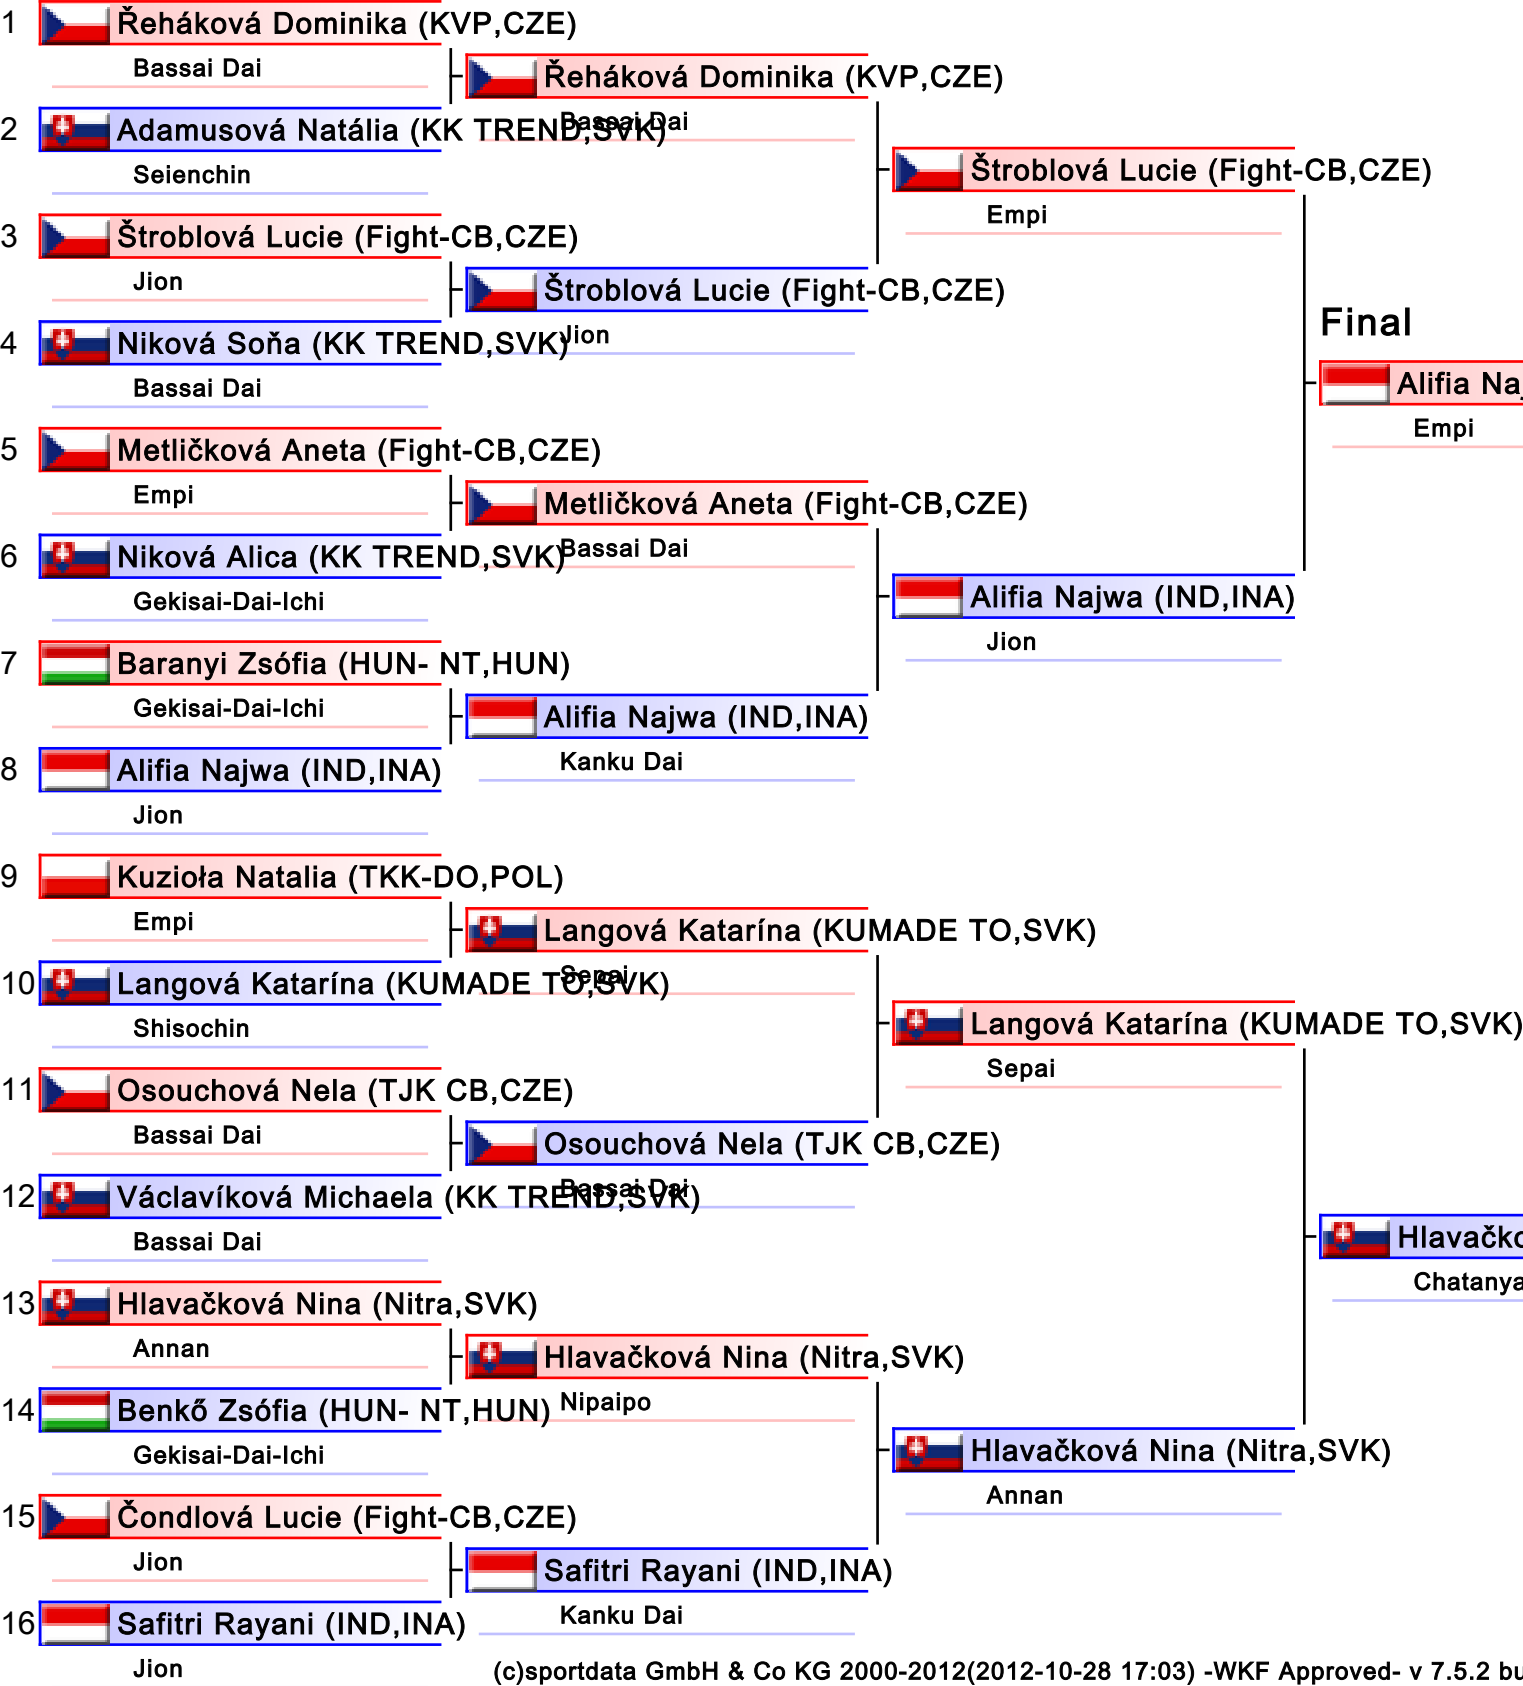 1 Řeháková Dominika (KVP,CZE)
Bassai Dai
Řeháková Dominika (KVP,CZE)
Bassai Dai
2 Adamusová Natália (KK TREND,SVK)
Seienchin
Štroblová Lucie (Fight-CB,CZE)
Empi
3 Štroblová Lucie (Fight-CB,CZE)
Jion
Štroblová Lucie (Fight-CB,CZE)
Jion
4 Niková Soňa (KK TREND,SVK)
Bassai Dai
Final
Alifia Na
Empi
5 Metličková Aneta (Fight-CB,CZE)
Empi
Metličková Aneta (Fight-CB,CZE)
Bassai Dai
6 Niková Alica (KK TREND,SVK)
Gekisai-Dai-Ichi
Alifia Najwa (IND,INA)
Jion
7 Baranyi Zsófia (HUN- NT,HUN)
Gekisai-Dai-Ichi
Alifia Najwa (IND,INA)
Kanku Dai
8 Alifia Najwa (IND,INA)
Jion
9 Kuzioła Natalia (TKK-DO,POL)
Empi
Langová Katarína (KUMADE TO,SVK)
Sepai
10 Langová Katarína (KUMADE TO,SVK)
Shisochin
Langová Katarína (KUMADE TO,SVK)
Sepai
11 Osouchová Nela (TJK CB,CZE)
Bassai Dai
Osouchová Nela (TJK CB,CZE)
Bassai Dai
12 Václavíková Michaela (KK TREND,SVK)
Bassai Dai
Hlavačko
Chatanya
13 Hlavačková Nina (Nitra,SVK)
Annan
Hlavačková Nina (Nitra,SVK)
Nipaipo
14 Benkő Zsófia (HUN- NT,HUN)
Gekisai-Dai-Ichi
Hlavačková Nina (Nitra,SVK)
Annan
15 Čondlová Lucie (Fight-CB,CZE)
Jion
Safitri Rayani (IND,INA)
Kanku Dai
16 Safitri Rayani (IND,INA)
Jion
(c)sportdata GmbH & Co KG 2000-2012(2012-10-28 17:03) -WKF Approved- v 7.5.2 bu